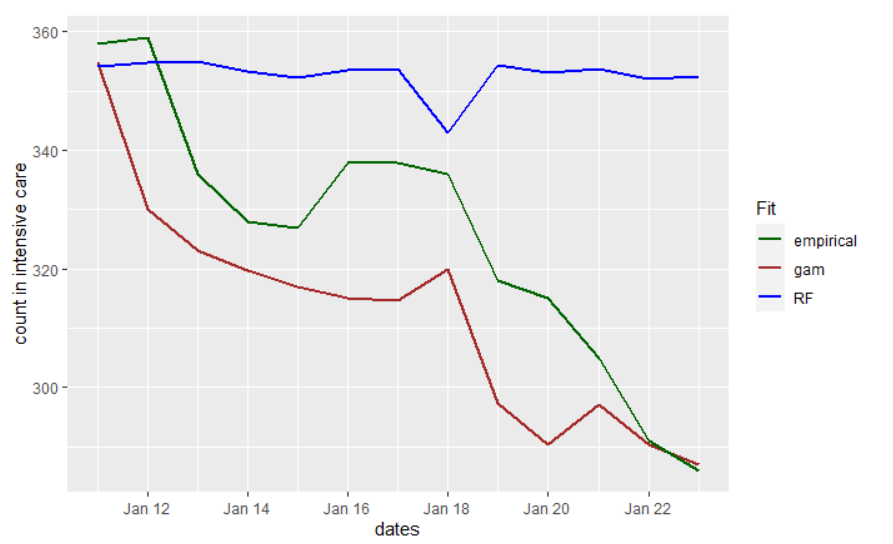 360
340
320
300
count in intensive care
Jan 12 Jan 14 Jan 16 Jan 18 Jan 20 Jan 22
dates
Fit
empirical
gam
RF